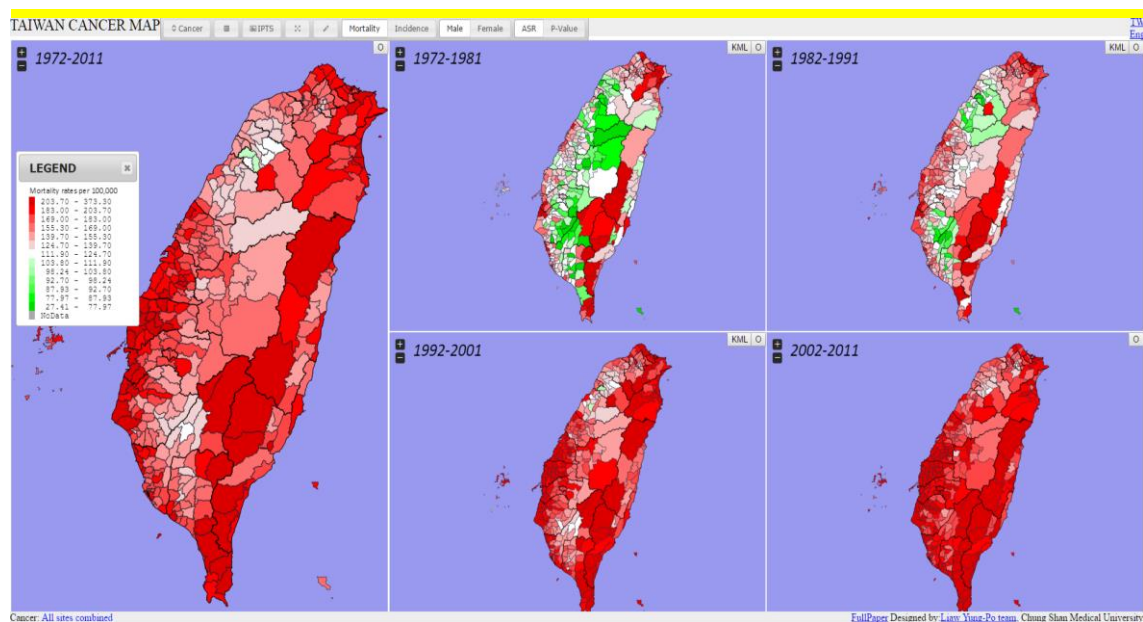 TAIWAN CANCER MAP
Cancer
IPTS
Mortality Incidence
Male Female
ASR P-Value
TW
Eng
1972-2011
O
1972-1981
KML O
1982-1991
KML O
LEGEND
Mortality rates per 100,000
203.70 - 373.30
183.00 - 203.70
169.00 - 183.00
155.30 - 169.00
139.70 - 155.30
124.70 - 139.70
111.90 - 124.70
103.80 - 111.90
98.24 - 103.80
92.70 - 98.24
87.93 - 92.70
77.97 - 87.93
27.41 - 77.97
NoData
1992-2001
KML O
2002-2011
O
Cancer: All sites combined
FullPaper Designed by:Liaw Yung-Po team, Chung Shan Medical University